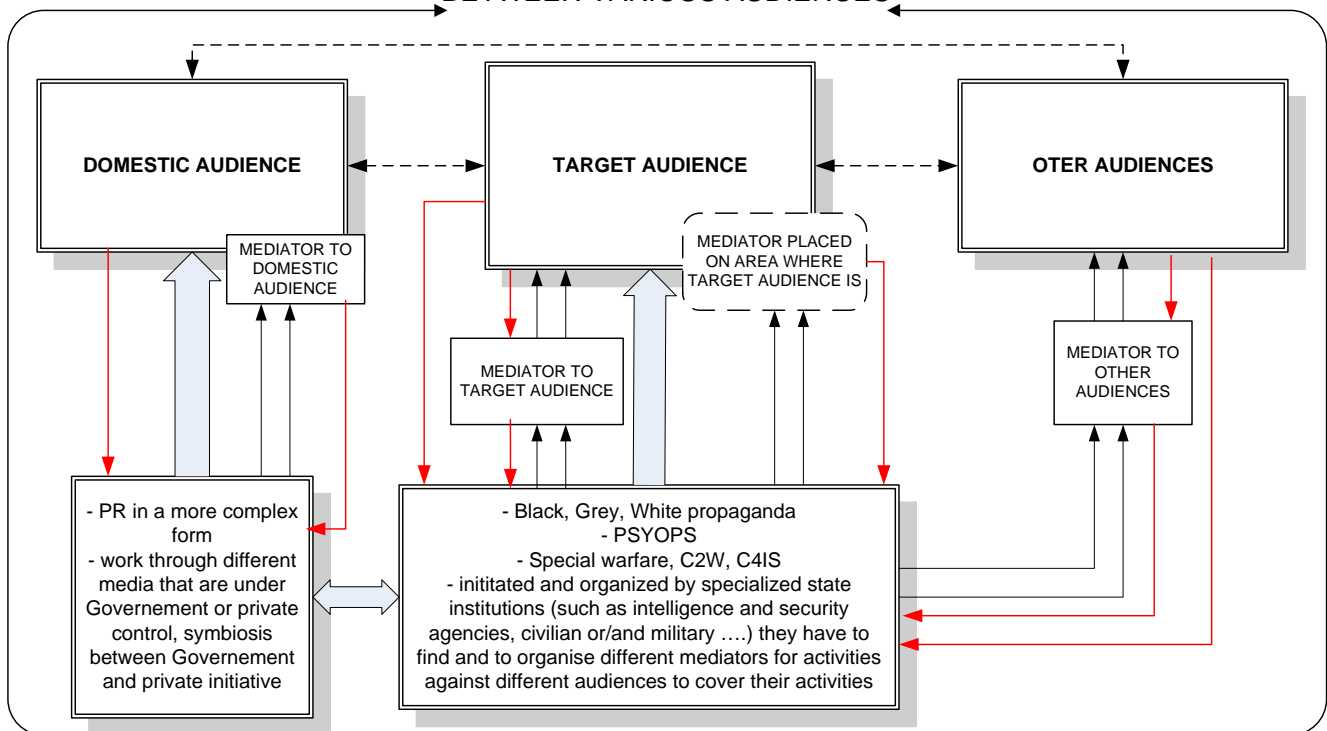 BETWEEN VARIOUS AUDIENCES
DOMESTIC AUDIENCE
TARGET AUDIENCE
OTER AUDIENCES
MEDIATOR TO
DOMESTIC
AUDIENCE
MEDIATOR PLACED
ON AREA WHERE
TARGET AUDIENCE IS
MEDIATOR TO
TARGET AUDIENCE
MEDIATOR TO
OTHER
AUDIENCES
- PR in a more complex
form
- work through different
media that are under
Governement or private
control, symbiosis
between Governement
and private initiative
- Black, Grey, White propaganda
- PSYOPS
- Special warfare, C2W, C4IS
- inititated and organized by specialized state
institutions (such as intelligence and security
agencies, civilian or/and military ....) they have to
find and to organise different mediators for activities
against different audiences to cover their activities